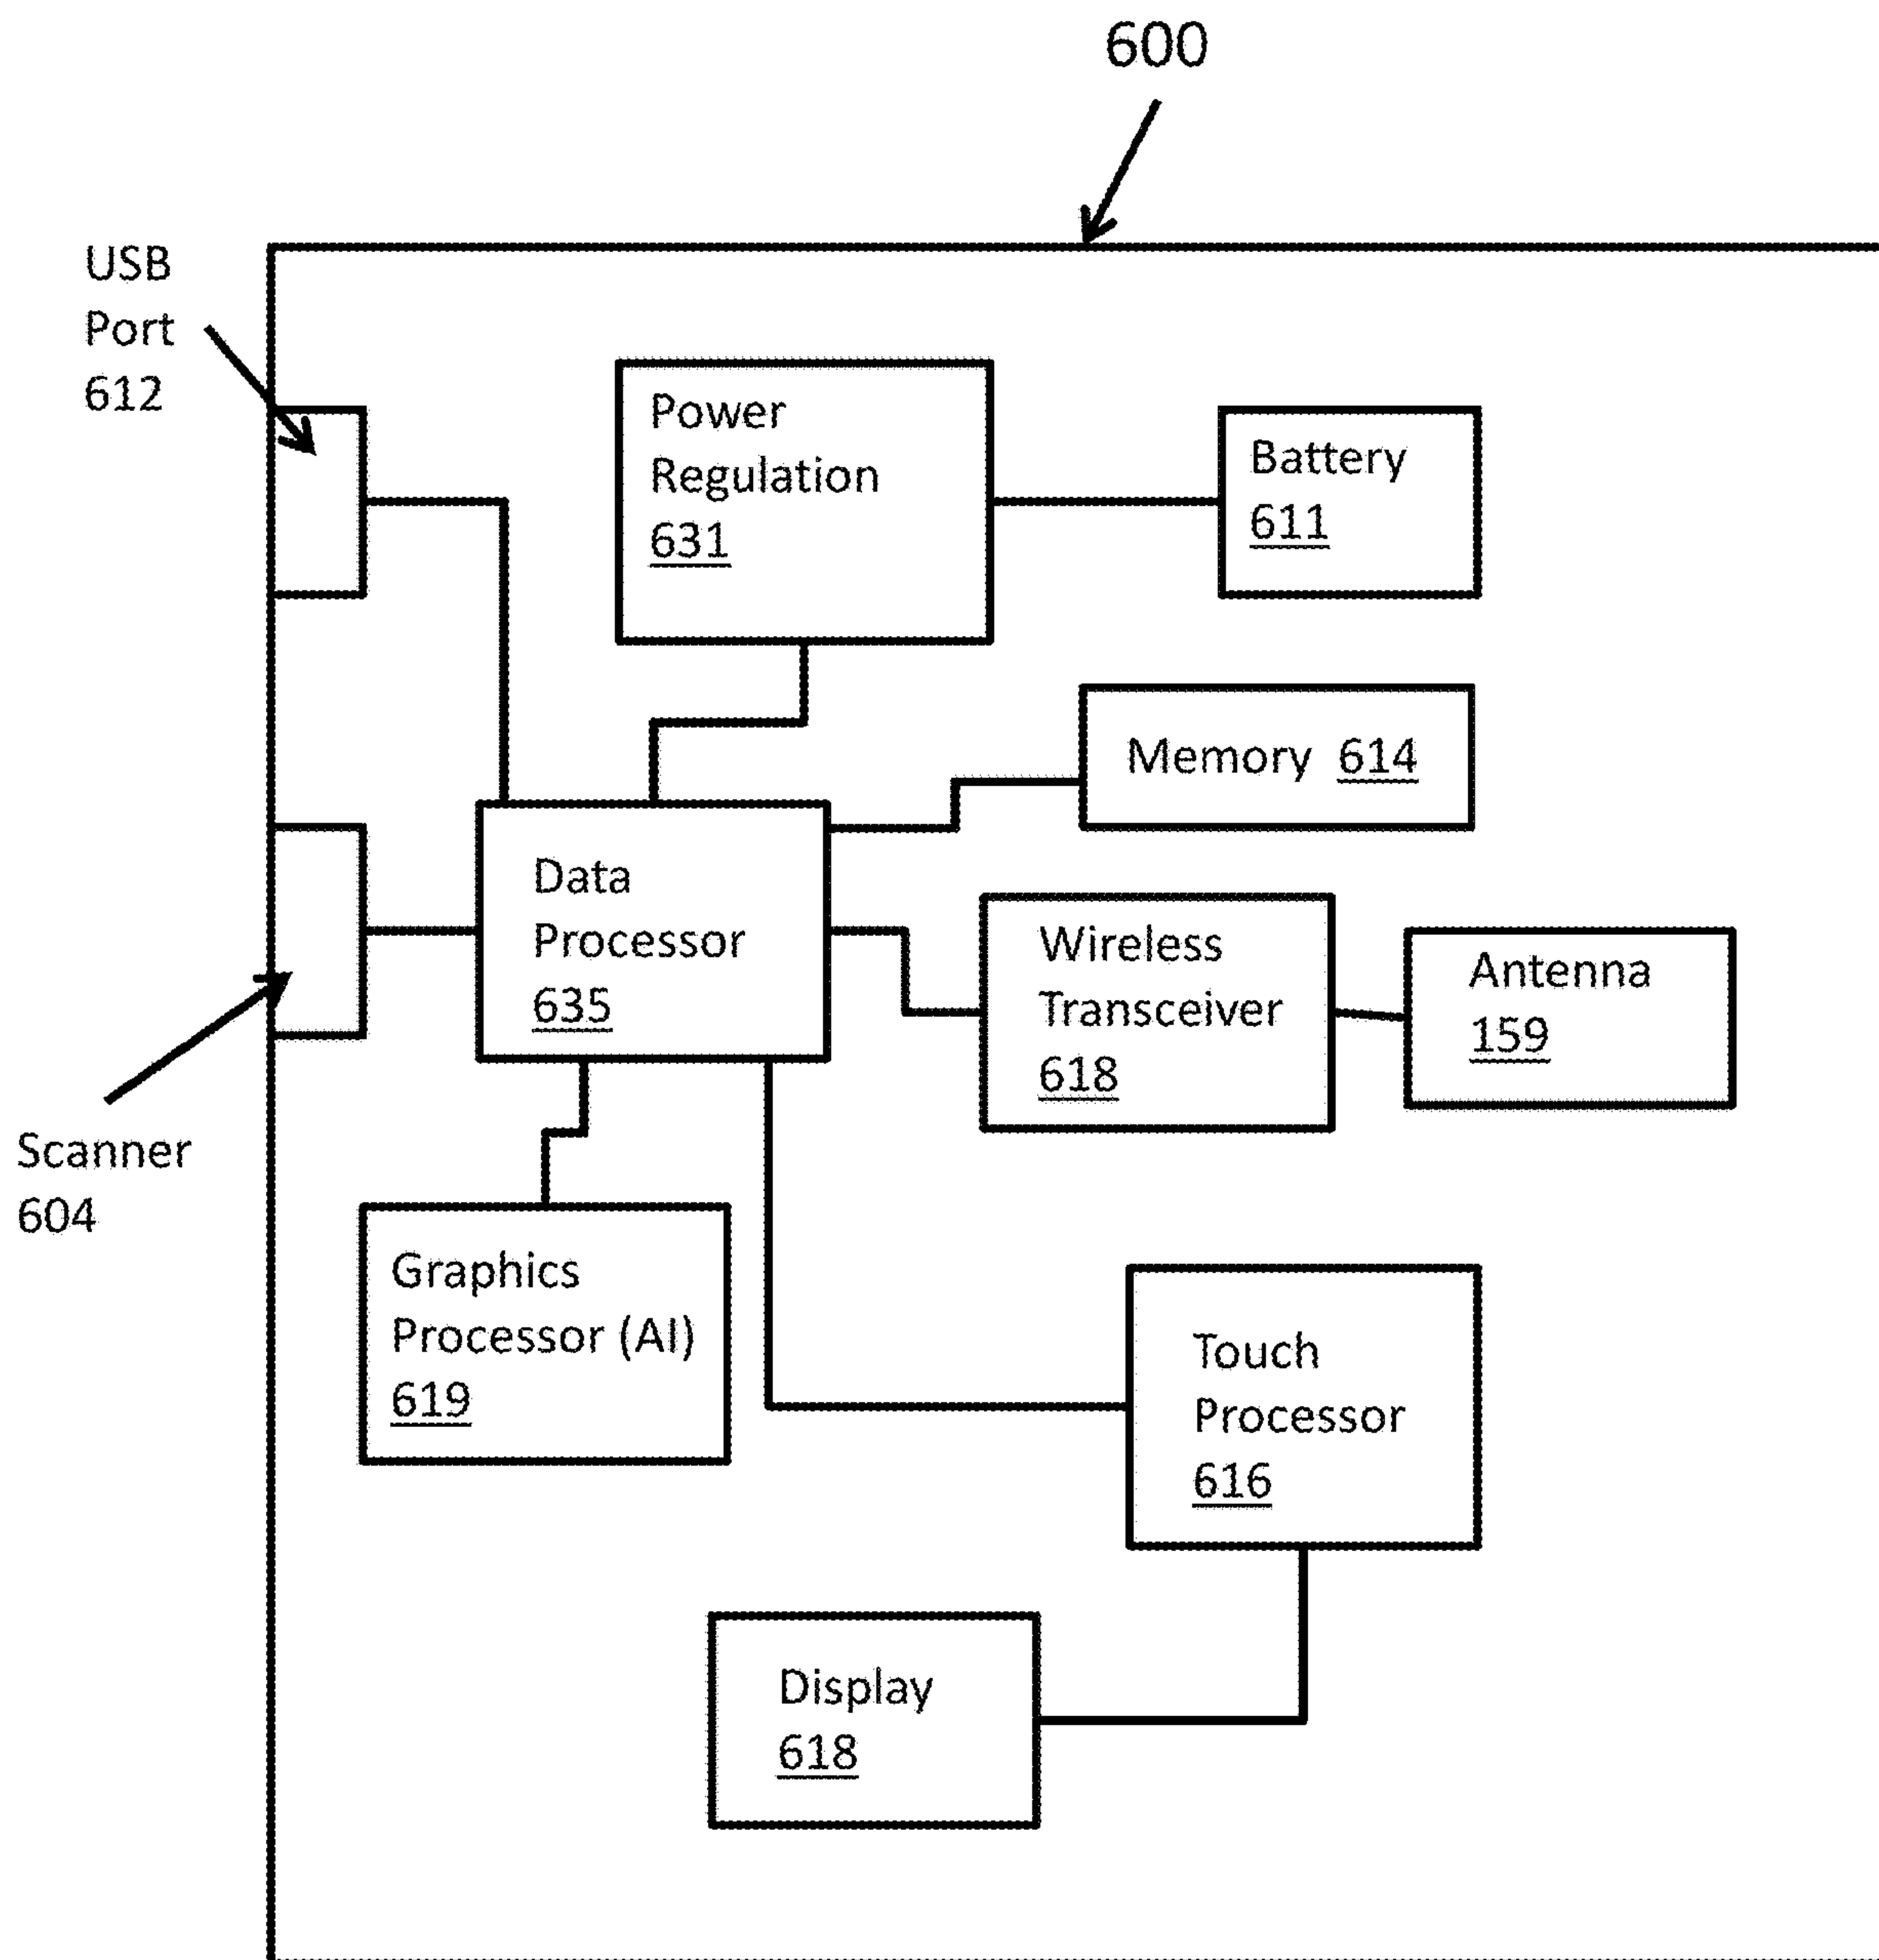 600
USB
Port
612
Power
Regulation
631
Battery
611
Memory 614
Data
Processor
635
Wireless
Transceiver
618
Antenna
159
Scanner
604
Graphics
Processor (AI)
619
Touch
Processor
616
Display
618